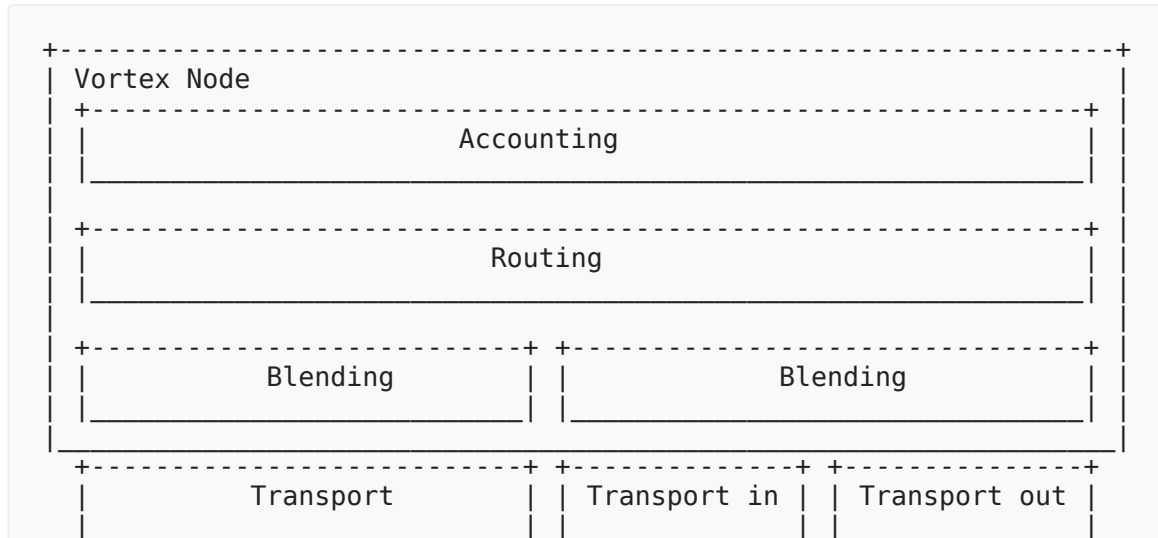 Vortex Node
Accounting
Routing
Blending Blending
Transport Transport in Transport out